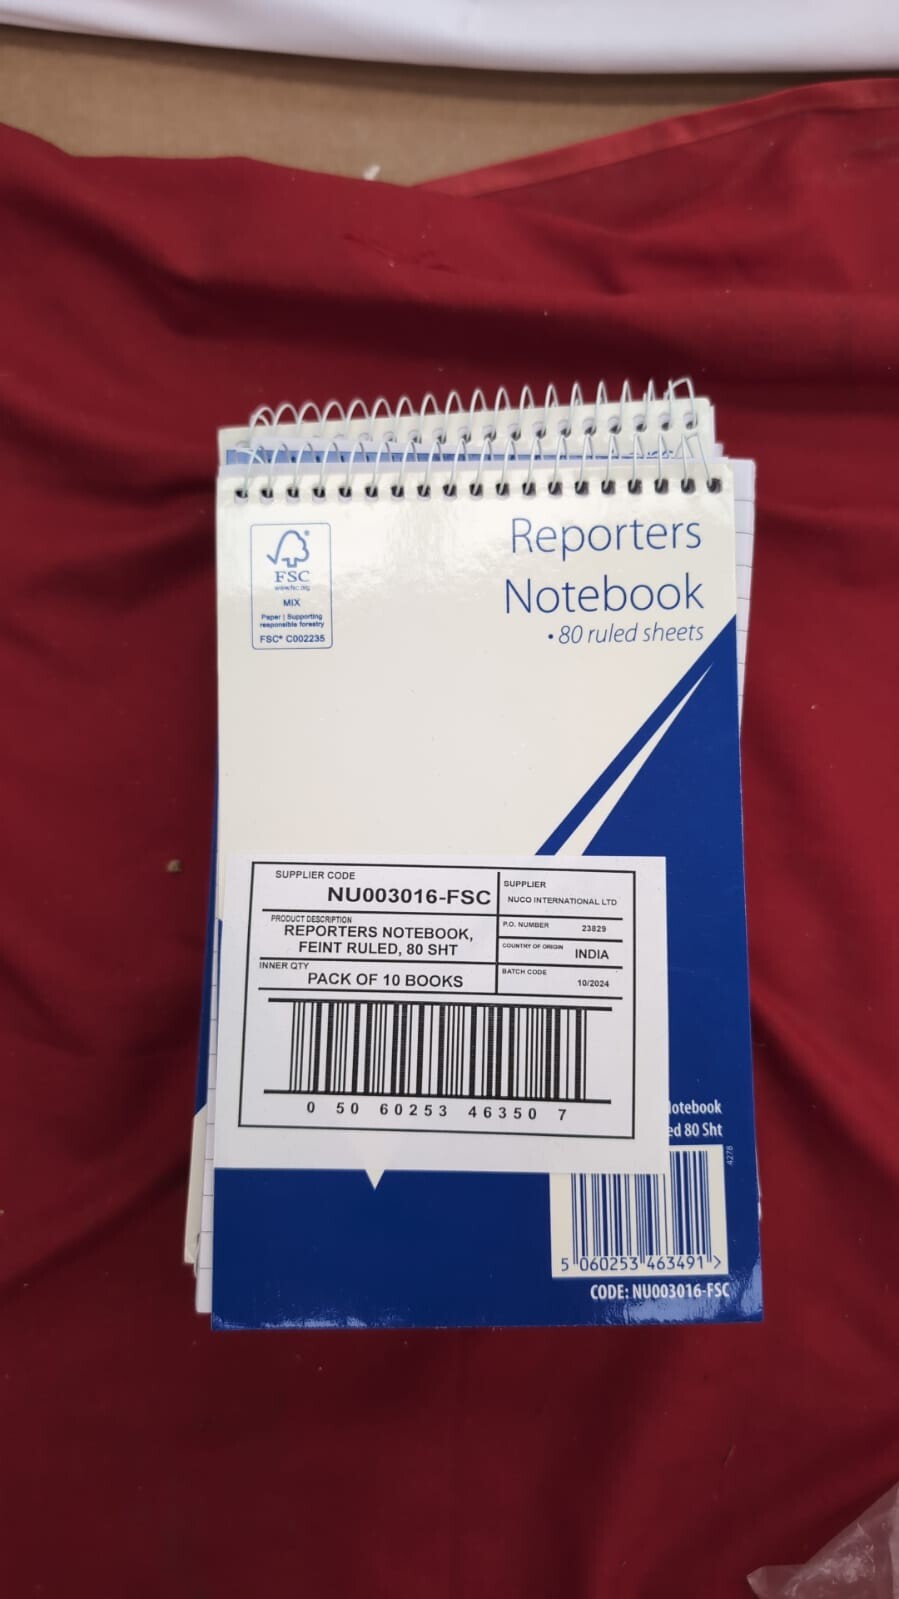 FSC
www.fsc.org
MIX
Paper | Supporting
responsible forestry
FSC® C002235
Reporters
Notebook
• 80 ruled sheets
SUPPLIER CODE
NU003016-FSC
SUPPLIER
NUCO INTERNATIONAL LTD
PRODUCT DESCRIPTION
REPORTERS NOTEBOOK,
FEINT RULED, 80 SHT
P.O. NUMBER
23829
COUNTRY OF ORIGIN
INDIA
INNER QTY
PACK OF 10 BOOKS
BATCH CODE
10/2024
0 50 60253 46350 7
otebook
ed 80 Sht
4278
5 060253 463491 >
CODE: NU003016-FSC